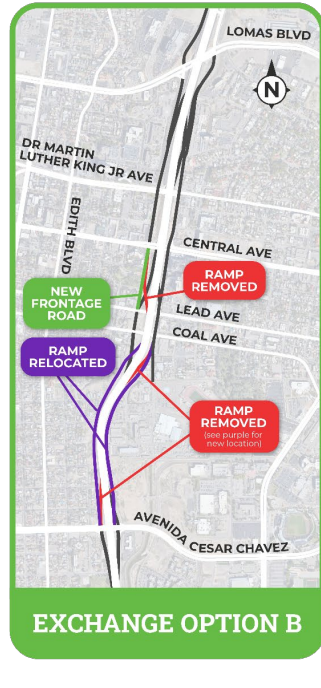 LOMAS BLVD
N
DR MARTIN
LUTHER KING JR AVE
EDITH BLVD
CENTRAL AVE
RAMP
REMOVED
NEW
FRONTAGE
ROAD
LEAD AVE
COAL AVE
RAMP
RELOCATED
RAMP
REMOVED
(see purple for
new location)
AVENIDA
CESAR CHAVEZ
EXCHANGE OPTION B